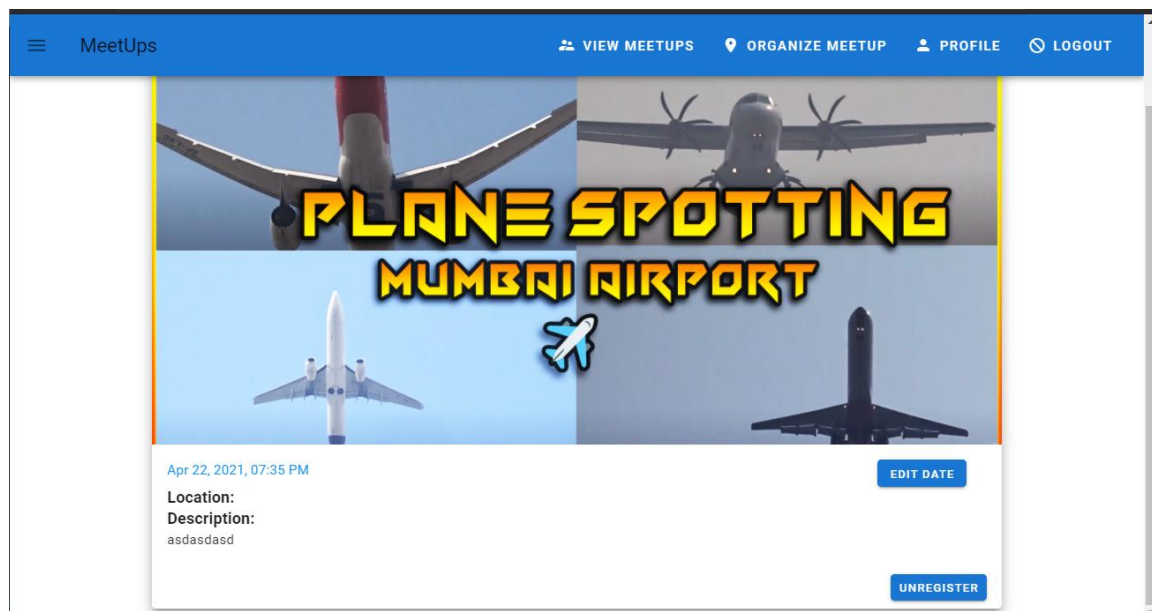 MeetUps
VIEW MEETUPS
ORGANIZE MEETUP
PROFILE
LOGOUT
PLANE SPOTTING
MUMBAI AIRPORT
Apr 22, 2021, 07:35 PM
EDIT DATE
Location:
Description:
asdasdasd
UNREGISTER